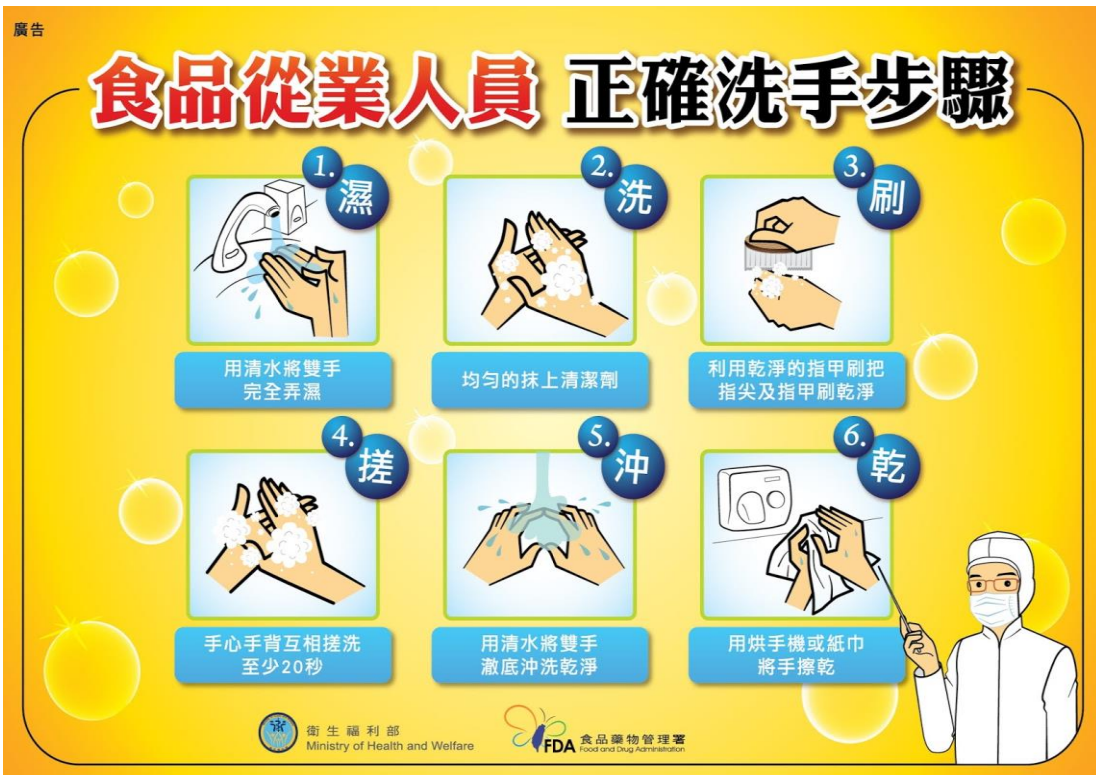 廣告
食品從業人員 正確洗手步驟
1. 濕
用清水將雙手
完全弄濕
2. 洗
均勻的抹上清潔劑
3. 刷
利用乾淨的指甲刷把
指尖及指甲刷乾淨
4. 搓
手心手背互相搓洗
至少20秒
5. 沖
用清水將雙手
澈底沖洗乾淨
6. 乾
用烘手機或紙巾
將手擦乾
衛生福利部
Ministry of Health and Welfare
FDA 食品藥物管理署
Food and Drug Administration